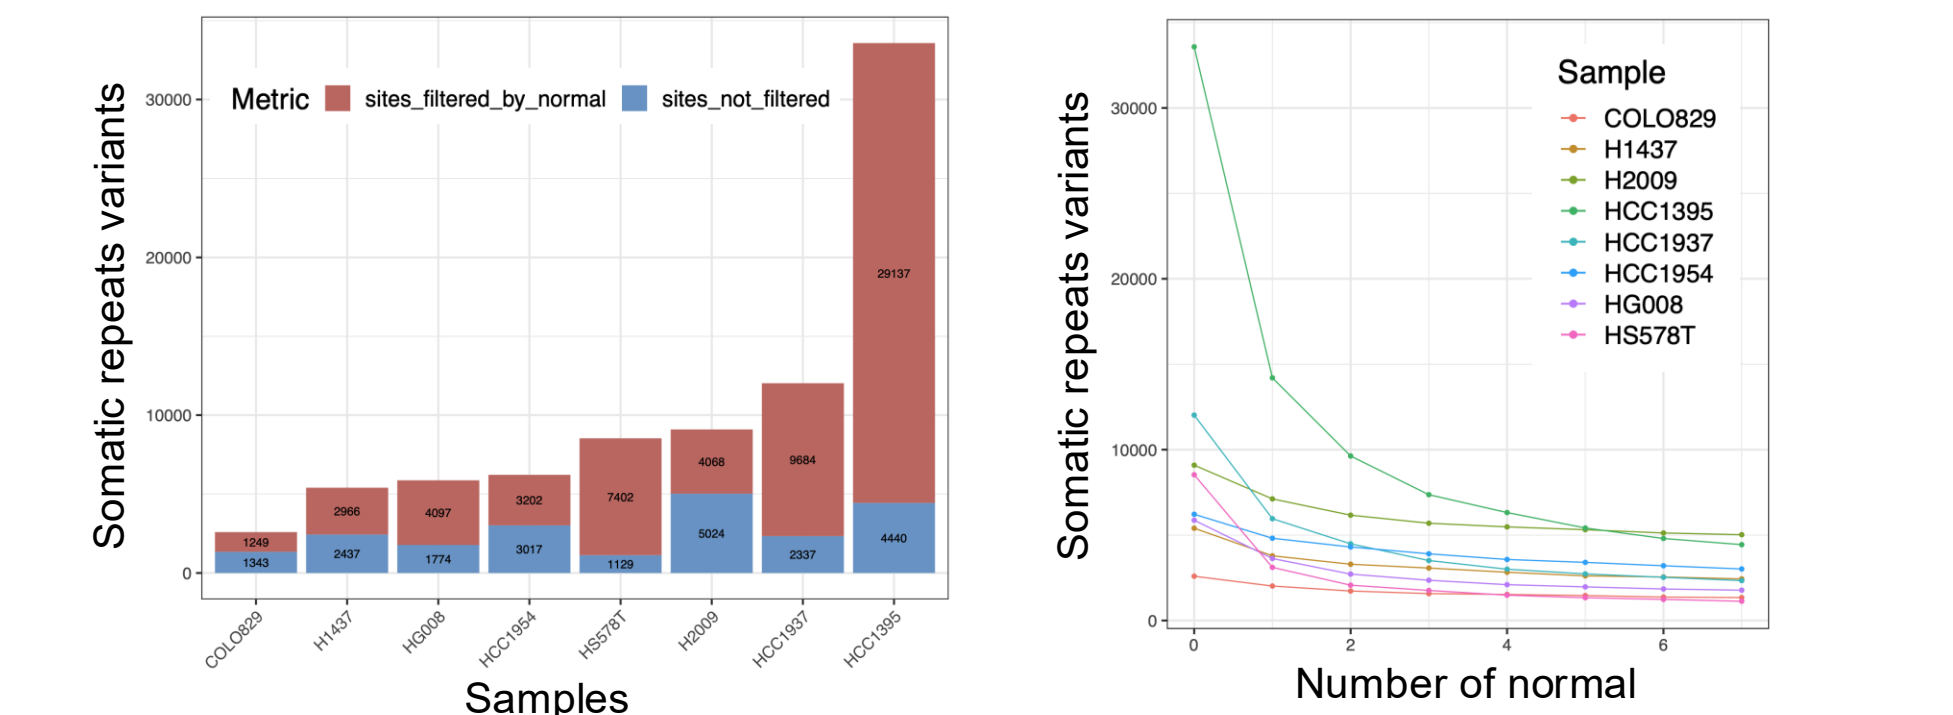 Somatic repeats variants
30000
20000
10000
0
Metric sites_filtered_by_normal sites_not_filtered
1249
1343
2966
2437
4097
1774
3202
3017
7402
1129
4068
5024
9684
2337
29137
4440
COLO829
H1437
HG008
HCC1954
HS578T
H2009
HCC1937
HCC1395
Samples
Somatic repeats variants
30000
20000
10000
0
Sample
COLO829
H1437
H2009
HCC1395
HCC1937
HCC1954
HG008
HS578T
0 2 4 6
Number of normal